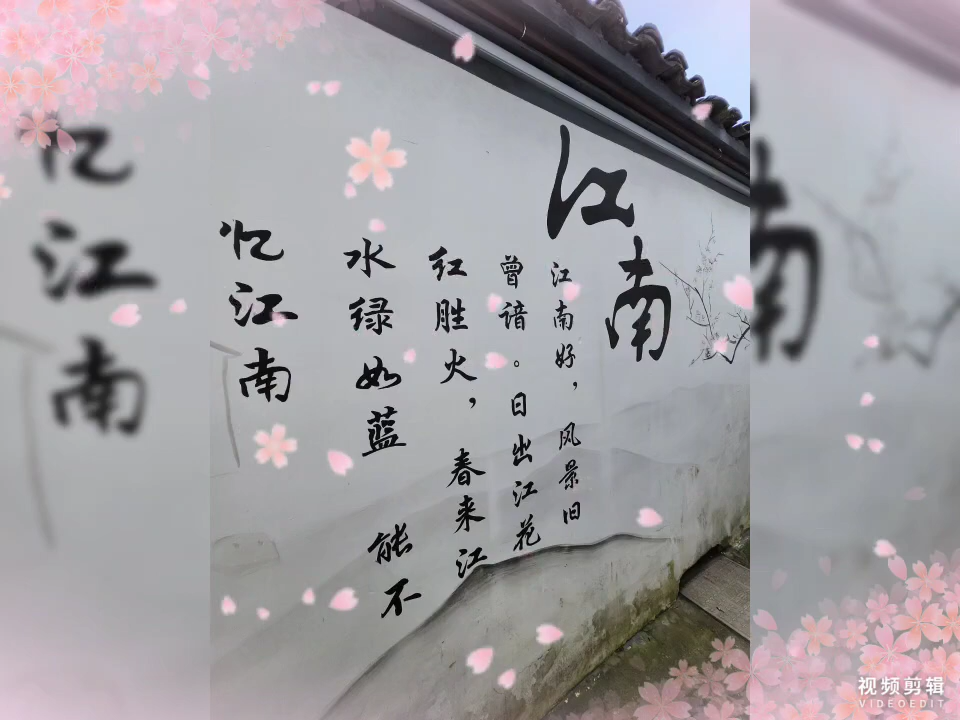 江南
江南好，风景旧
曾谙。日出江花
红胜火，春来江
水绿如蓝 能不
忆江南
视频剪辑
VIDEOEDIT